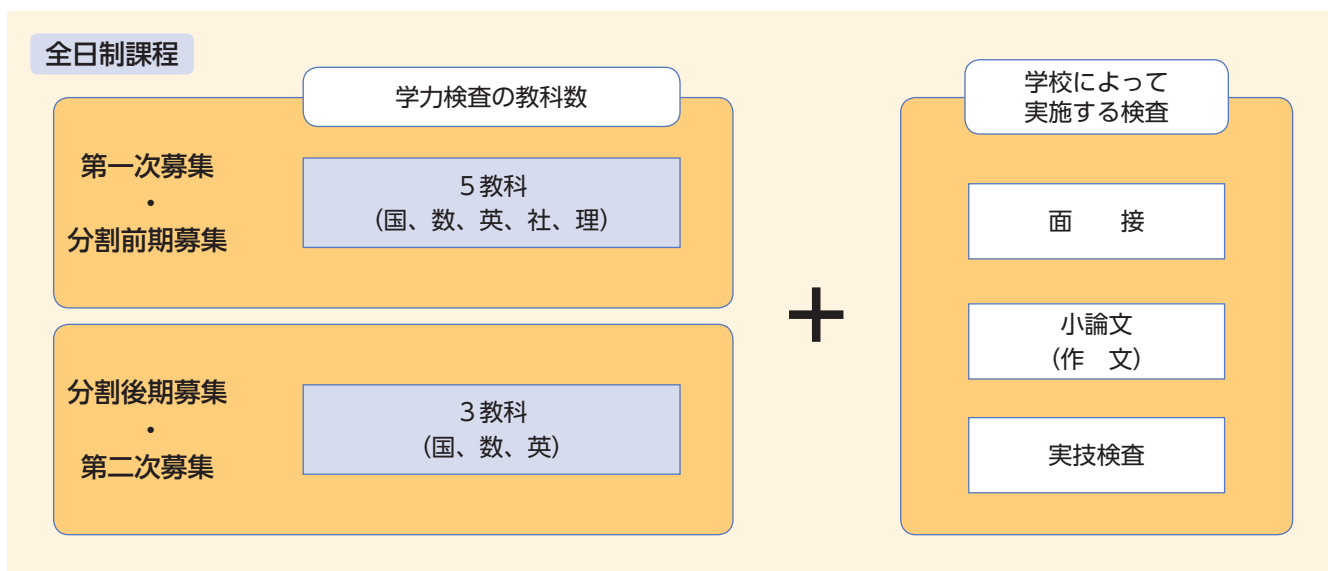 全日制課程
学力検査の教科数
第一次募集
・
分割前期募集
5教科
(国、数、英、社、理)
分割後期募集
・
第二次募集
3教科
(国、数、英)
+
学校によって
実施する検査
面　接
小論文
(作　文)
実技検査